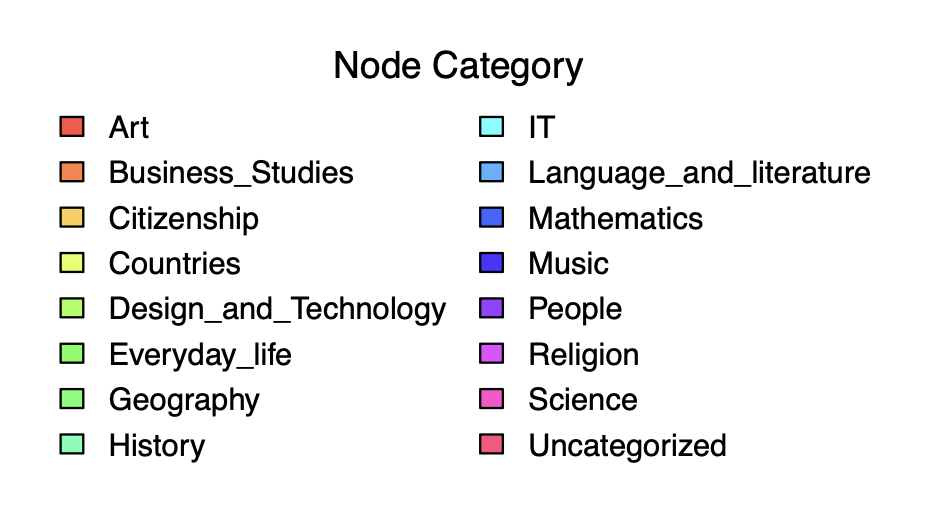 Node Category
Art
Business_Studies
Citizenship
Countries
Design_and_Technology
Everyday_life
Geography
History
IT
Language_and_literature
Mathematics
Music
People
Religion
Science
Uncategorized